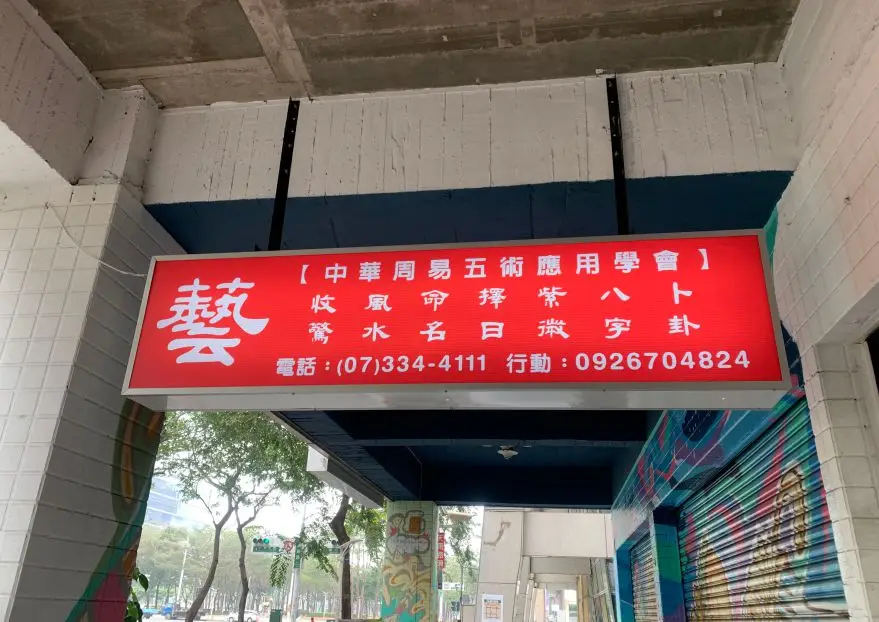 藝
【中華周易五術應用學會】
收風命擇紫八卜
驚水名日微字卦
電話：(07)334-4111 行動：0926704824